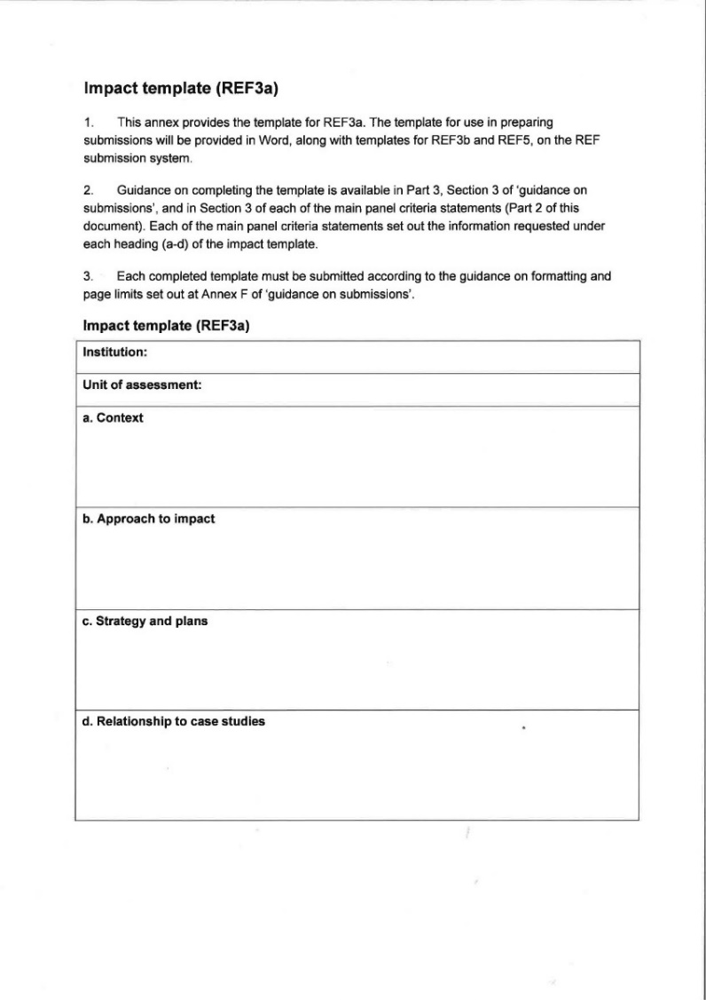 Impact template (REF3a)
1. This annex provides the template for REF3a. The template for use in preparing
submissions will be provided in Word, along with templates for REF3b and REF5, on the REF
submission system.
2. Guidance on completing the template is available in Part 3, Section 3 of ‘guidance on
submissions’, and in Section 3 of each of the main panel criteria statements (Part 2 of this
document). Each of the main panel criteria statements set out the information requested under
each heading (a-d) of the impact template.
3. Each completed template must be submitted according to the guidance on formatting and
page limits set out at Annex F of ‘guidance on submissions’.
Impact template (REF3a)
Institution:
Unit of assessment:
a. Context
b. Approach to impact
c. Strategy and plans
d. Relationship to case studies